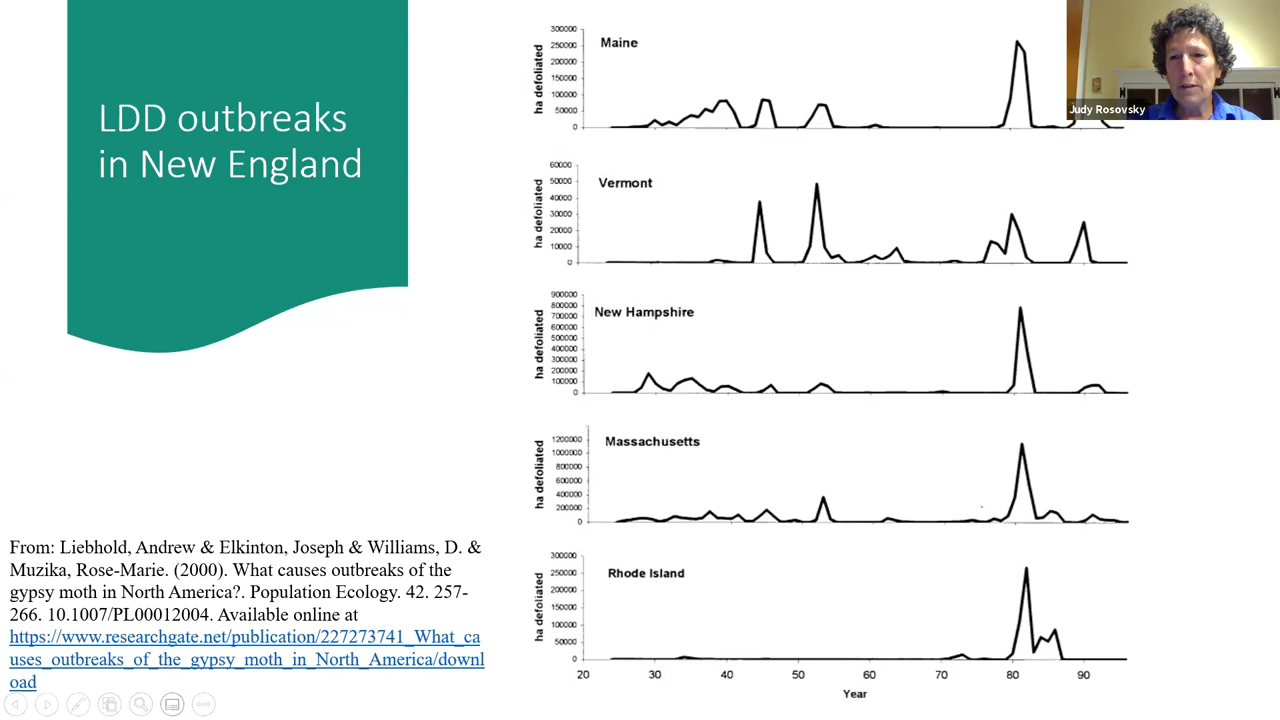 LDD outbreaks
in New England
From: Liebhold, Andrew & Elkinton, Joseph & Williams, D. &
Muzika, Rose-Marie. (2000). What causes outbreaks of the
gypsy moth in North America?. Population Ecology. 42. 257-
266. 10.1007/PL00012004. Available online at
https://www.researchgate.net/publication/227273741_What_ca
uses_outbreaks_of_the_gypsy_moth_in_North_America/downl
oad
Maine
ha defoliated
300000
250000
200000
150000
100000
50000
0
Vermont
ha defoliated
60000
50000
40000
30000
20000
10000
0
New Hampshire
ha defoliated
900000
800000
700000
600000
500000
400000
300000
200000
100000
0
Massachusetts
ha defoliated
1200000
1000000
800000
600000
400000
200000
0
Rhode Island
ha defoliated
300000
250000
200000
150000
100000
50000
0
20 30 40 50 60 70 80 90
Year
Judy Rosovsky